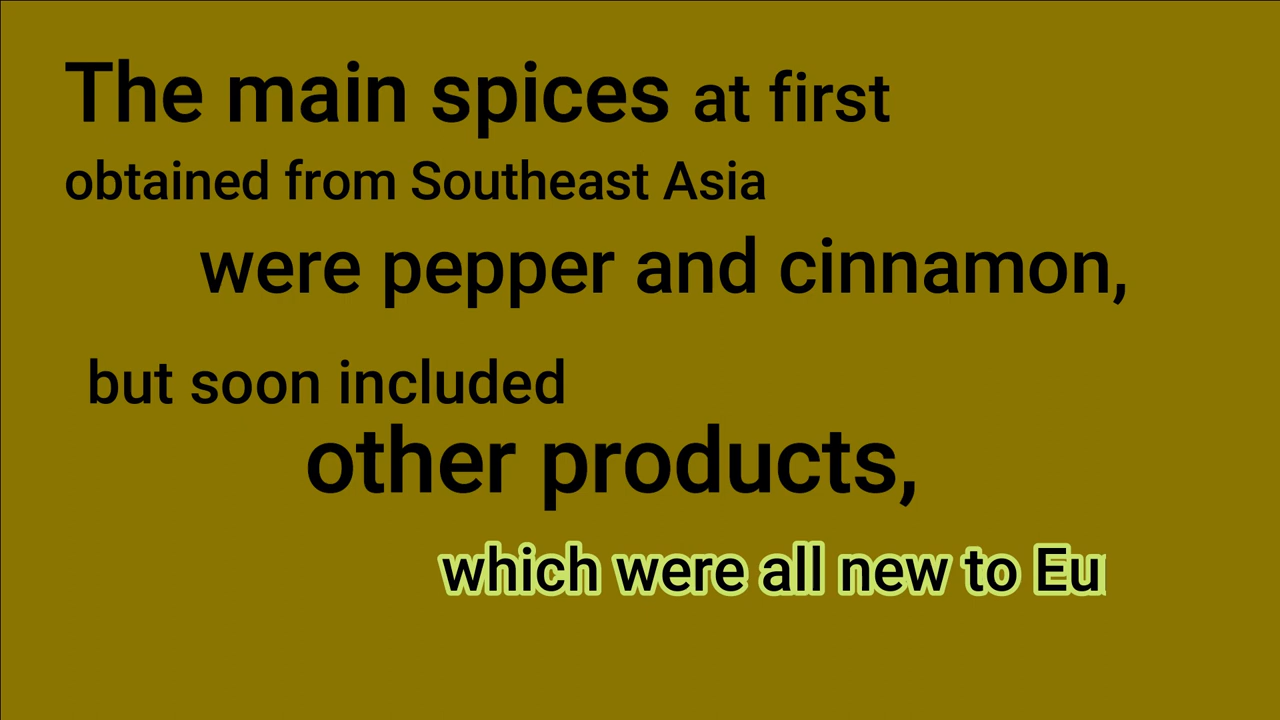 The main spices at first
obtained from Southeast Asia
were pepper and cinnamon,
but soon included
other products,
which were all new to Eu